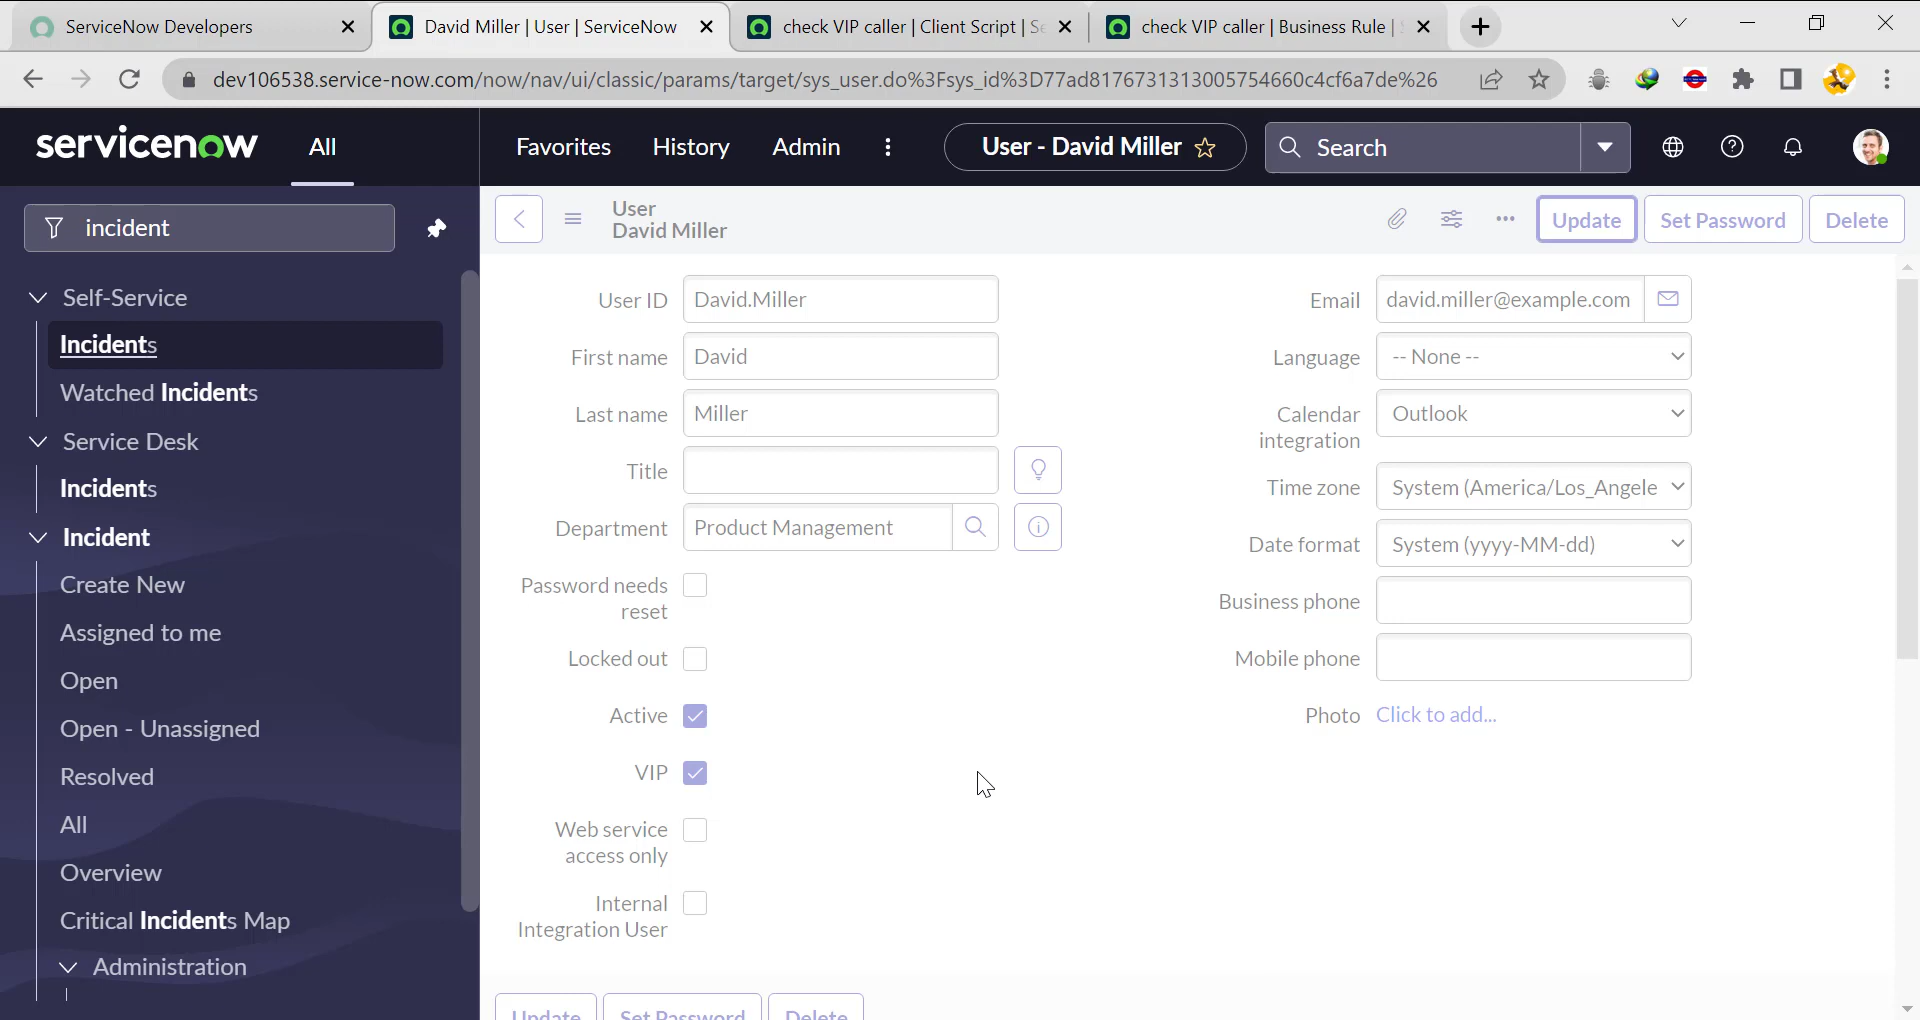 ServiceNow Developers
David Miller | User | ServiceNow
check VIP caller | Client Script | Se
check VIP caller | Business Rule |
dev106538.service-now.com/now/nav/ui/classic/params/target/sys_user.do%3Fsys_id%3D77ad8176731313005754660c4cf6a7de%26
servicenow
All
Favorites
History
Admin
User - David Miller
Search
incident
Self-Service
Incidents
Watched Incidents
Service Desk
Incidents
Incident
Create New
Assigned to me
Open
Open - Unassigned
Resolved
All
Overview
Critical Incidents Map
Administration
User
David Miller
Update
Set Password
Delete
User ID
David.Miller
First name
David
Last name
Miller
Title
Department
Product Management
Password needs
reset
Locked out
Active
VIP
Web service
access only
Internal
Integration User
Email
david.miller@example.com
Language
-- None --
Calendar
integration
Outlook
Time zone
System (America/Los_Angele
Date format
System (yyyy-MM-dd)
Business phone
Mobile phone
Photo
Click to add...
Update
Set Password
Delete